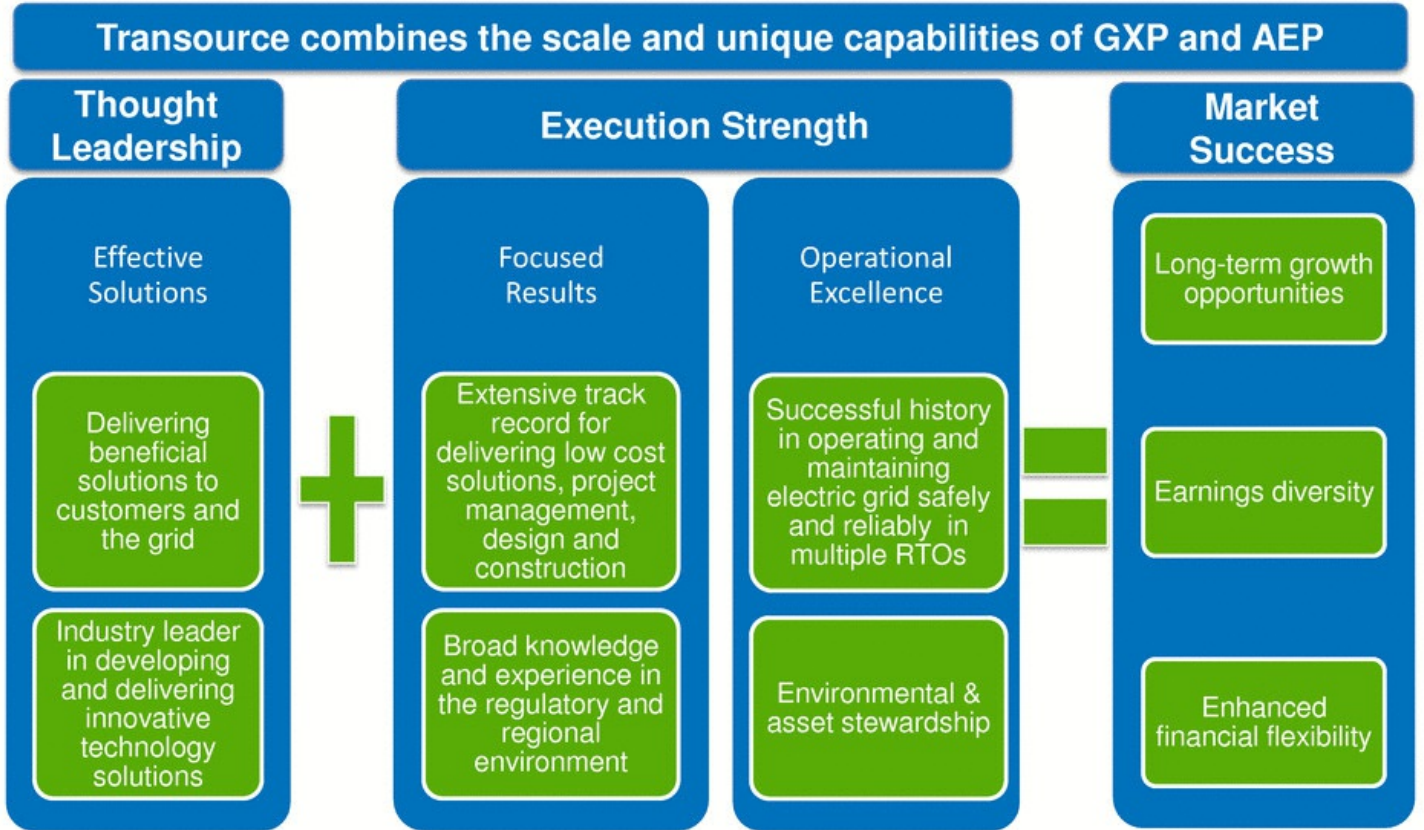 Transource combines the scale and unique capabilities of GXP and AEP
Thought
Leadership
Execution Strength
Market
Success
Effective
Solutions
Delivering
beneficial
solutions to
customers and
the grid
Industry leader
in developing
and delivering
innovative
technology
solutions
Focused
Results
Extensive track
record for
delivering low cost
solutions, project
management,
design and
construction
Broad knowledge
and experience in
the regulatory and
regional
environment
Operational
Excellence
Successful history
in operating and
maintaining
electric grid safely
and reliably in
multiple RTOs
Environmental &
asset stewardship
Long-term growth
opportunities
Earnings diversity
Enhanced
financial flexibility